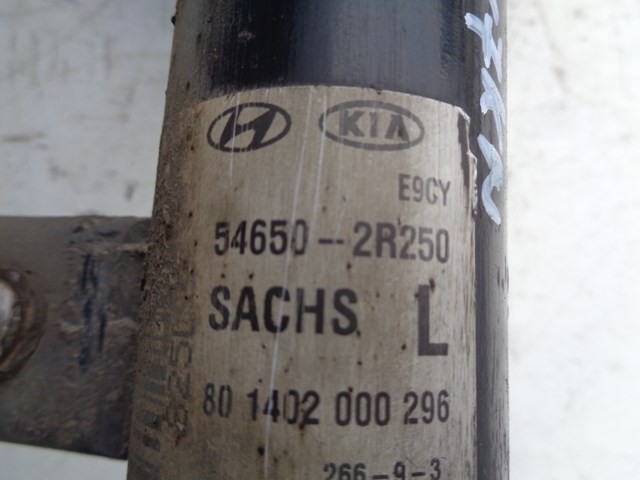 KIA
E9CY
54650--2R250
SACHS L
80 1402 000 296
266-9-3